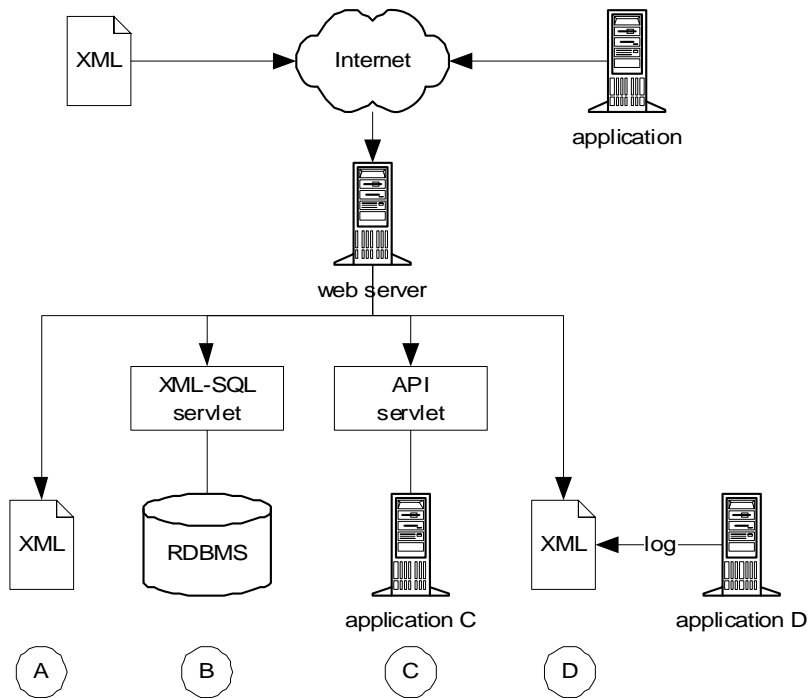 XML
Internet
application
web server
XML-SQL
servlet
API
servlet
XML
RDBMS
XML
log
application C
application D
A
B
C
D